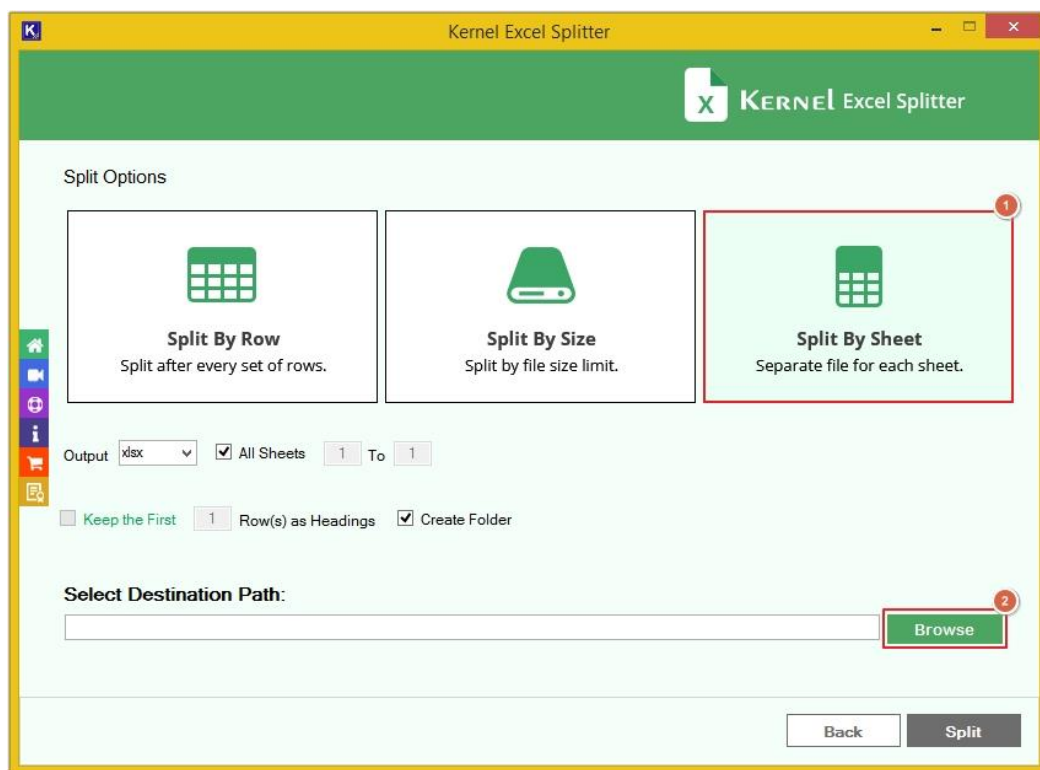 Kernel Excel Splitter
KERNEL Excel Splitter
Split Options
1
Split By Row
Split after every set of rows.
Split By Size
Split by file size limit.
Split By Sheet
Separate file for each sheet.
Output xlsx All Sheets 1 To 1
Keep the First 1 Row(s) as Headings Create Folder
Select Destination Path:
2
Browse
Back Split